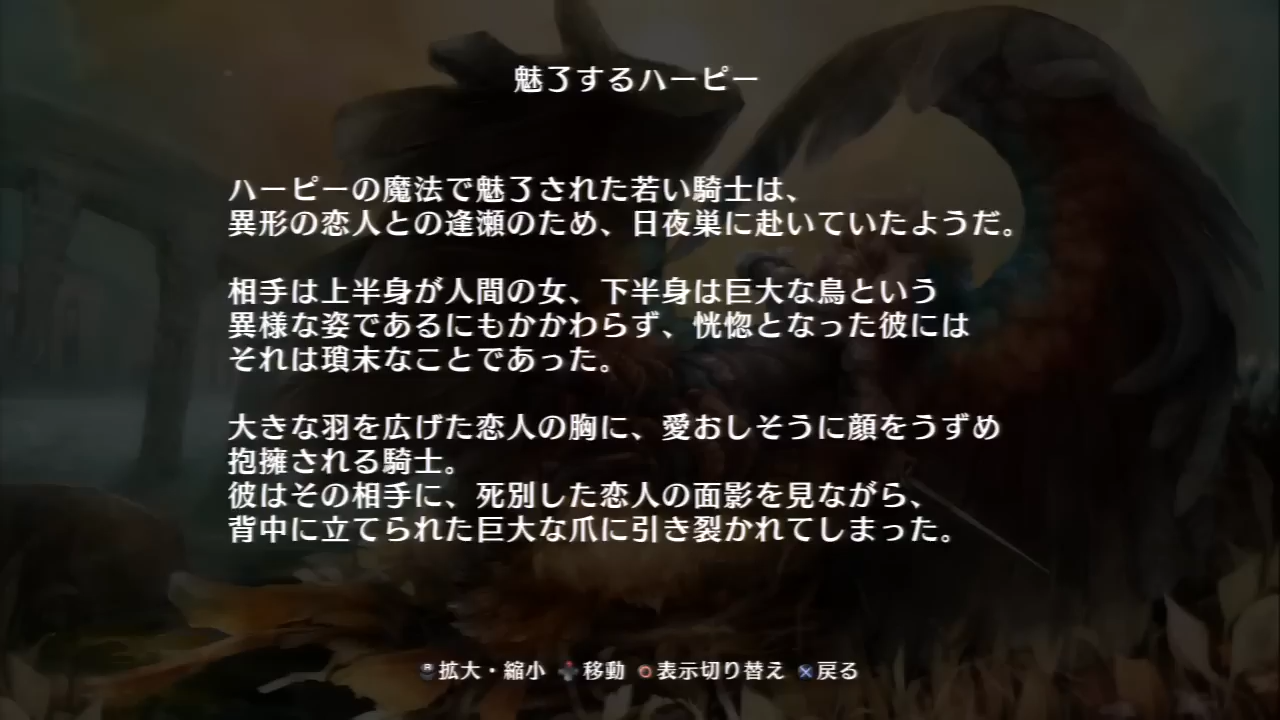 魅了するハーピー
ハーピーの魔法で魅了された若い騎士は、
異形の恋人との逢瀬のため、日夜巣に赴いていたようだ。
相手は上半身が人間の女、下半身は巨大な鳥という
異様な姿であるにもかかわらず、恍惚となった彼には
それは瑣末なことであった。
大きな羽を広げた恋人の胸に、愛おしそうに顔をうずめ
抱擁される騎士。
彼はその相手に、死別した恋人の面影を見ながら、
背中に立てられた巨大な爪に引き裂かれてしまった。
拡大・縮小 移動 表示切り替え 戻る